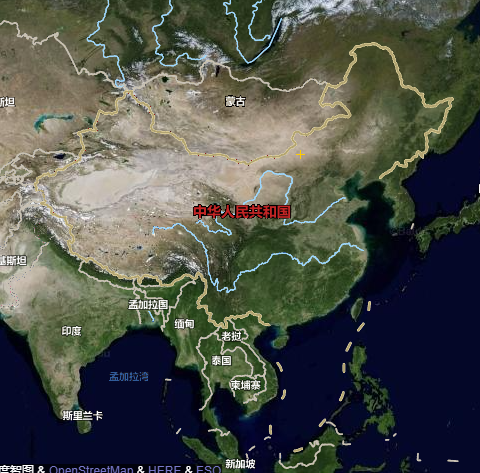 蒙古
斯坦
中华人民共和国
基斯坦
孟加拉国
缅甸
印度
老挝
泰国
孟加拉湾
柬埔寨
斯里兰卡
新加坡
度智图 & OpenStreetMap & HERE & ESO